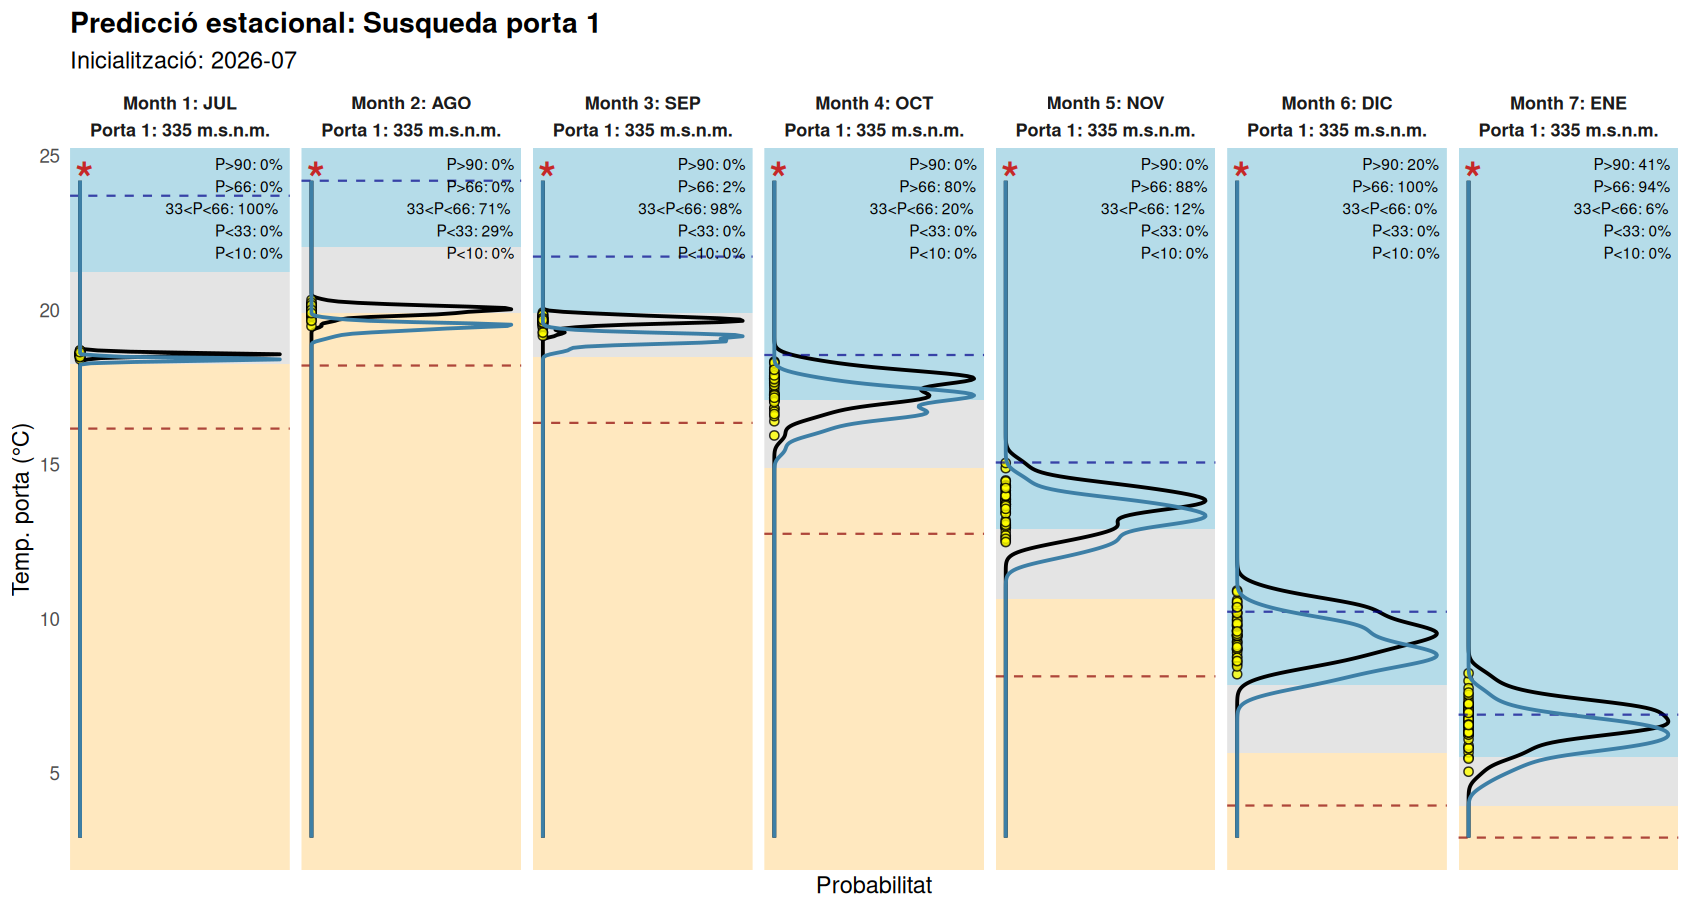 Predicció estacional: Susqueda porta 1
Inicialització: 2026-07
Month 1: JUL
Porta 1: 335 m.s.n.m.
Month 2: AGO
Porta 1: 335 m.s.n.m.
Month 3: SEP
Porta 1: 335 m.s.n.m.
Month 4: OCT
Porta 1: 335 m.s.n.m.
Month 5: NOV
Porta 1: 335 m.s.n.m.
Month 6: DIC
Porta 1: 335 m.s.n.m.
Month 7: ENE
Porta 1: 335 m.s.n.m.
Temp. porta (°C)
25
20
15
10
5
*
P>90: 0%
P>66: 0%
33<P<66: 100%
P<33: 0%
P<10: 0%
*
P>90: 0%
P>66: 0%
33<P<66: 71%
P<33: 29%
P<10: 0%
*
P>90: 0%
P>66: 2%
33<P<66: 98%
P<33: 0%
P<10: 0%
*
P>90: 0%
P>66: 80%
33<P<66: 20%
P<33: 0%
P<10: 0%
*
P>90: 0%
P>66: 88%
33<P<66: 12%
P<33: 0%
P<10: 0%
*
P>90: 20%
P>66: 100%
33<P<66: 0%
P<33: 0%
P<10: 0%
*
P>90: 41%
P>66: 94%
33<P<66: 6%
P<33: 0%
P<10: 0%
Probabilitat